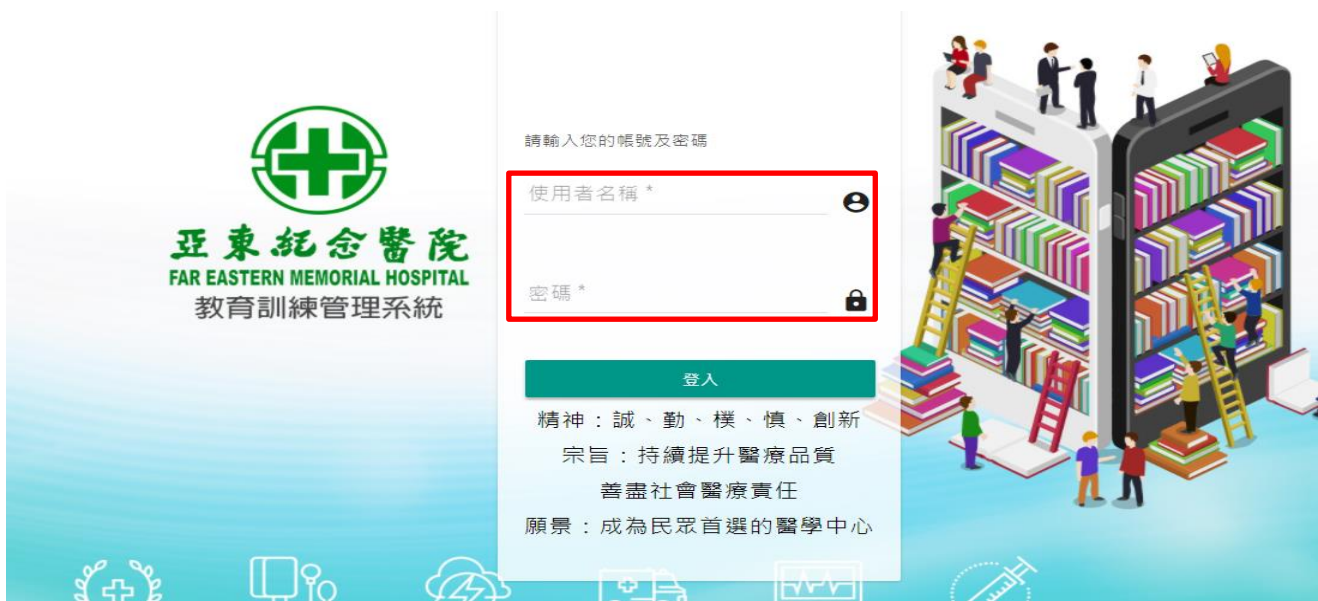 亞東紀念醫院
FAR EASTERN MEMORIAL HOSPITAL
教育訓練管理系統
請輸入您的帳號及密碼
使用者名稱 *
密碼 *
登入
精神：誠、勤、樸、慎、創新
宗旨：持續提升醫療品質
善盡社會醫療責任
願景：成為民眾首選的醫學中心